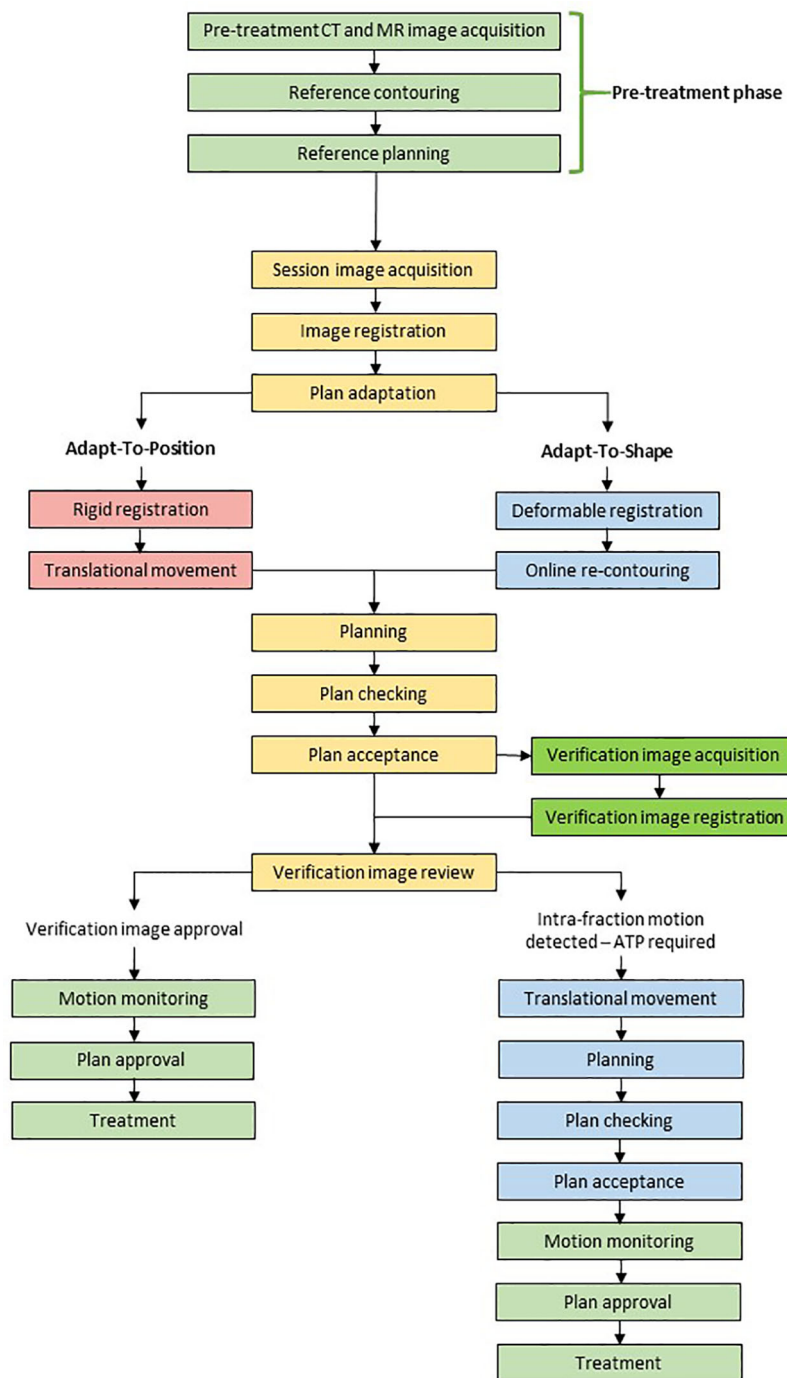 Pre-treatment CT and MR image acquisition
Reference contouring
Pre-treatment phase
Reference planning
Session image acquisition
Image registration
Plan adaptation
Adapt-To-Position
Rigid registration
Translational movement
Adapt-To-Shape
Deformable registration
Online re-contouring
Planning
Plan checking
Plan acceptance
Verification image acquisition
Verification image registration
Verification image review
Verification image approval
Motion monitoring
Plan approval
Treatment
Intra-fraction motion
detected – ATP required
Translational movement
Planning
Plan checking
Plan acceptance
Motion monitoring
Plan approval
Treatment